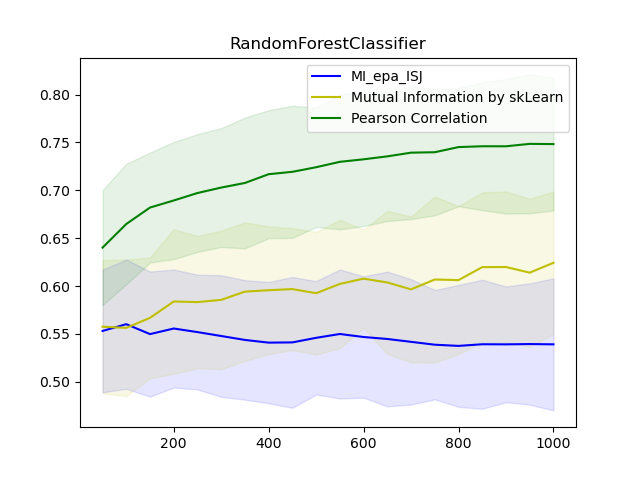 RandomForestClassifier
MI_epa_ISJ
Mutual Information by skLearn
Pearson Correlation
0.80
0.75
0.70
0.65
0.60
0.55
0.50
200 400 600 800 1000